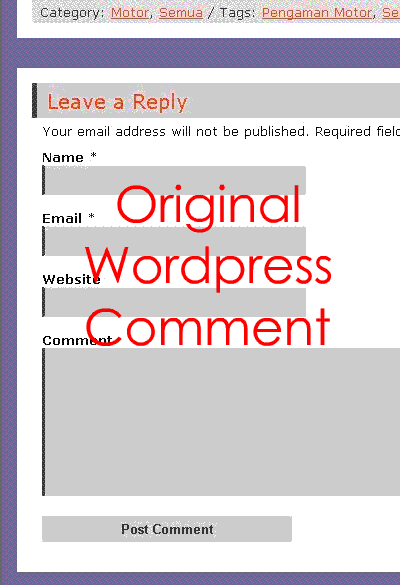 Category: Motor, Semua / Tags: Pengaman Motor, Se
Leave a Reply
Your email address will not be published. Required field
Name *
Original
Email *
Wordpress
Website
Comment
Comment
Post Comment